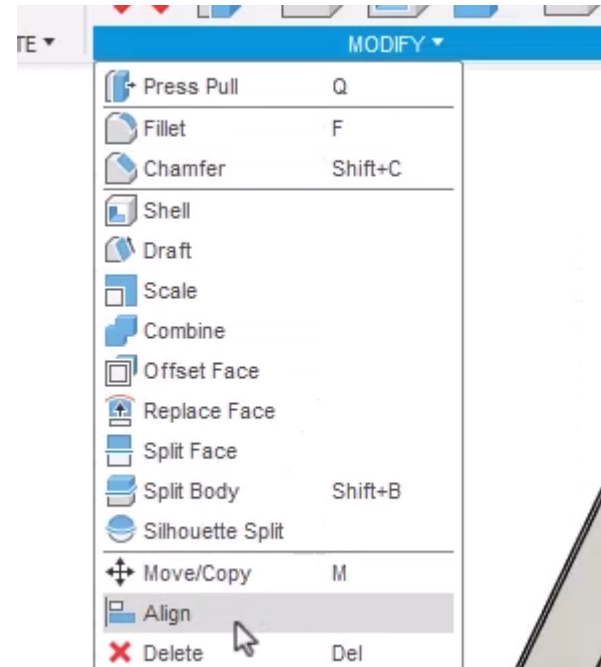 TE
MODIFY
Press Pull Q
Fillet F
Chamfer Shift+C
Shell
Draft
Scale
Combine
Offset Face
Replace Face
Split Face
Split Body Shift+B
Silhouette Split
Move/Copy M
Align
Delete Del